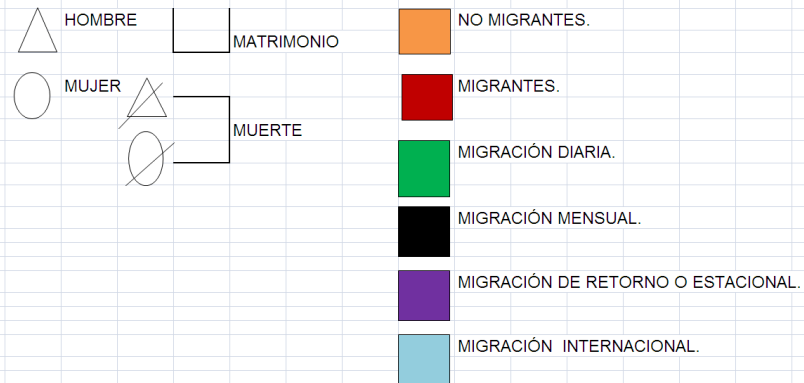 HOMBRE
MATRIMONIO
MUJER
MUERTE
NO MIGRANTES.
MIGRANTES.
MIGRACIÓN DIARIA.
MIGRACIÓN MENSUAL.
MIGRACIÓN DE RETORNO O ESTACIONAL.
MIGRACIÓN INTERNACIONAL.